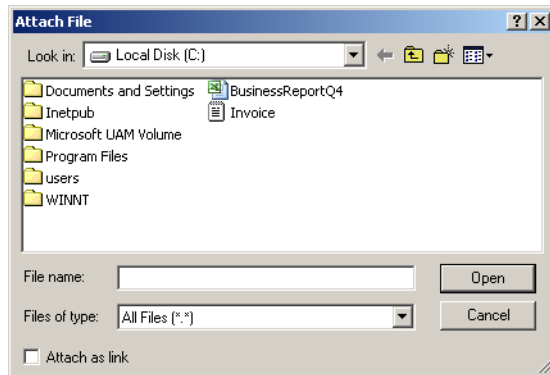 Attach File
Look in: Local Disk (C:)
Documents and Settings
Inetpub
Microsoft UAM Volume
Program Files
users
WINNT
BusinessReportQ4
Invoice
File name:
Open
Files of type: All Files (*.*)
Cancel
Attach as link